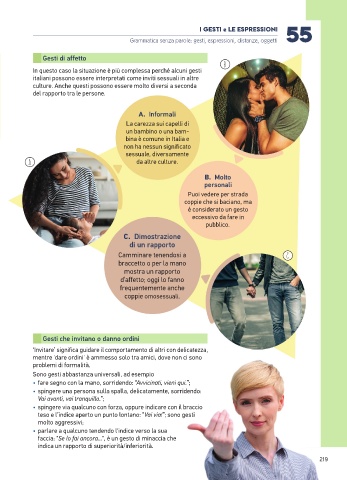 I GESTI e LE ESPRESSIONI
55
Grammatica senza parole: gesti, espressioni, distanze, oggetti
Gesti di affetto
In questo caso la situazione è più complessa perché alcuni gesti
italiani possono essere interpretati come inviti sessuali in altre
culture. Anche questi possono essere molto diversi a seconda
del rapporto tra le persone.
A. Informali
La carezza sui capelli di
un bambino o una bam-
bina è comune in Italia e
non ha nessun significato
sessuale, diversamente
da altre culture.
B. Molto
personali
Puoi vedere per strada
coppie che si baciano, ma
è considerato un gesto
eccessivo da fare in
pubblico.
C. Dimostrazione
di un rapporto
Camminare tenendosi a
braccetto o per la mano
mostra un rapporto
d'affetto; oggi lo fanno
frequentemente anche
coppie omosessuali.
Gesti che invitano o danno ordini
'Invitare' significa guidare il comportamento di altri con delicatezza,
mentre 'dare ordini' è ammesso solo tra amici, dove non ci sono
problemi di formalità.
Sono gesti abbastanza universali, ad esempio
• fare segno con la mano, sorridendo: "Avvicinati, vieni qui.";
• spingere una persona sulla spalla, delicatamente, sorridendo:
Vai avanti, vai tranquillo.";
• spingere via qualcuno con forza, oppure indicare con il braccio
teso e l'indice aperto un punto lontano: "Vai via!"; sono gesti
molto aggressivi;
• parlare a qualcuno tendendo l'indice verso la sua
faccia: "Se lo fai ancora…", è un gesto di minaccia che
indica un rapporto di superiorità/inferiorità.
219